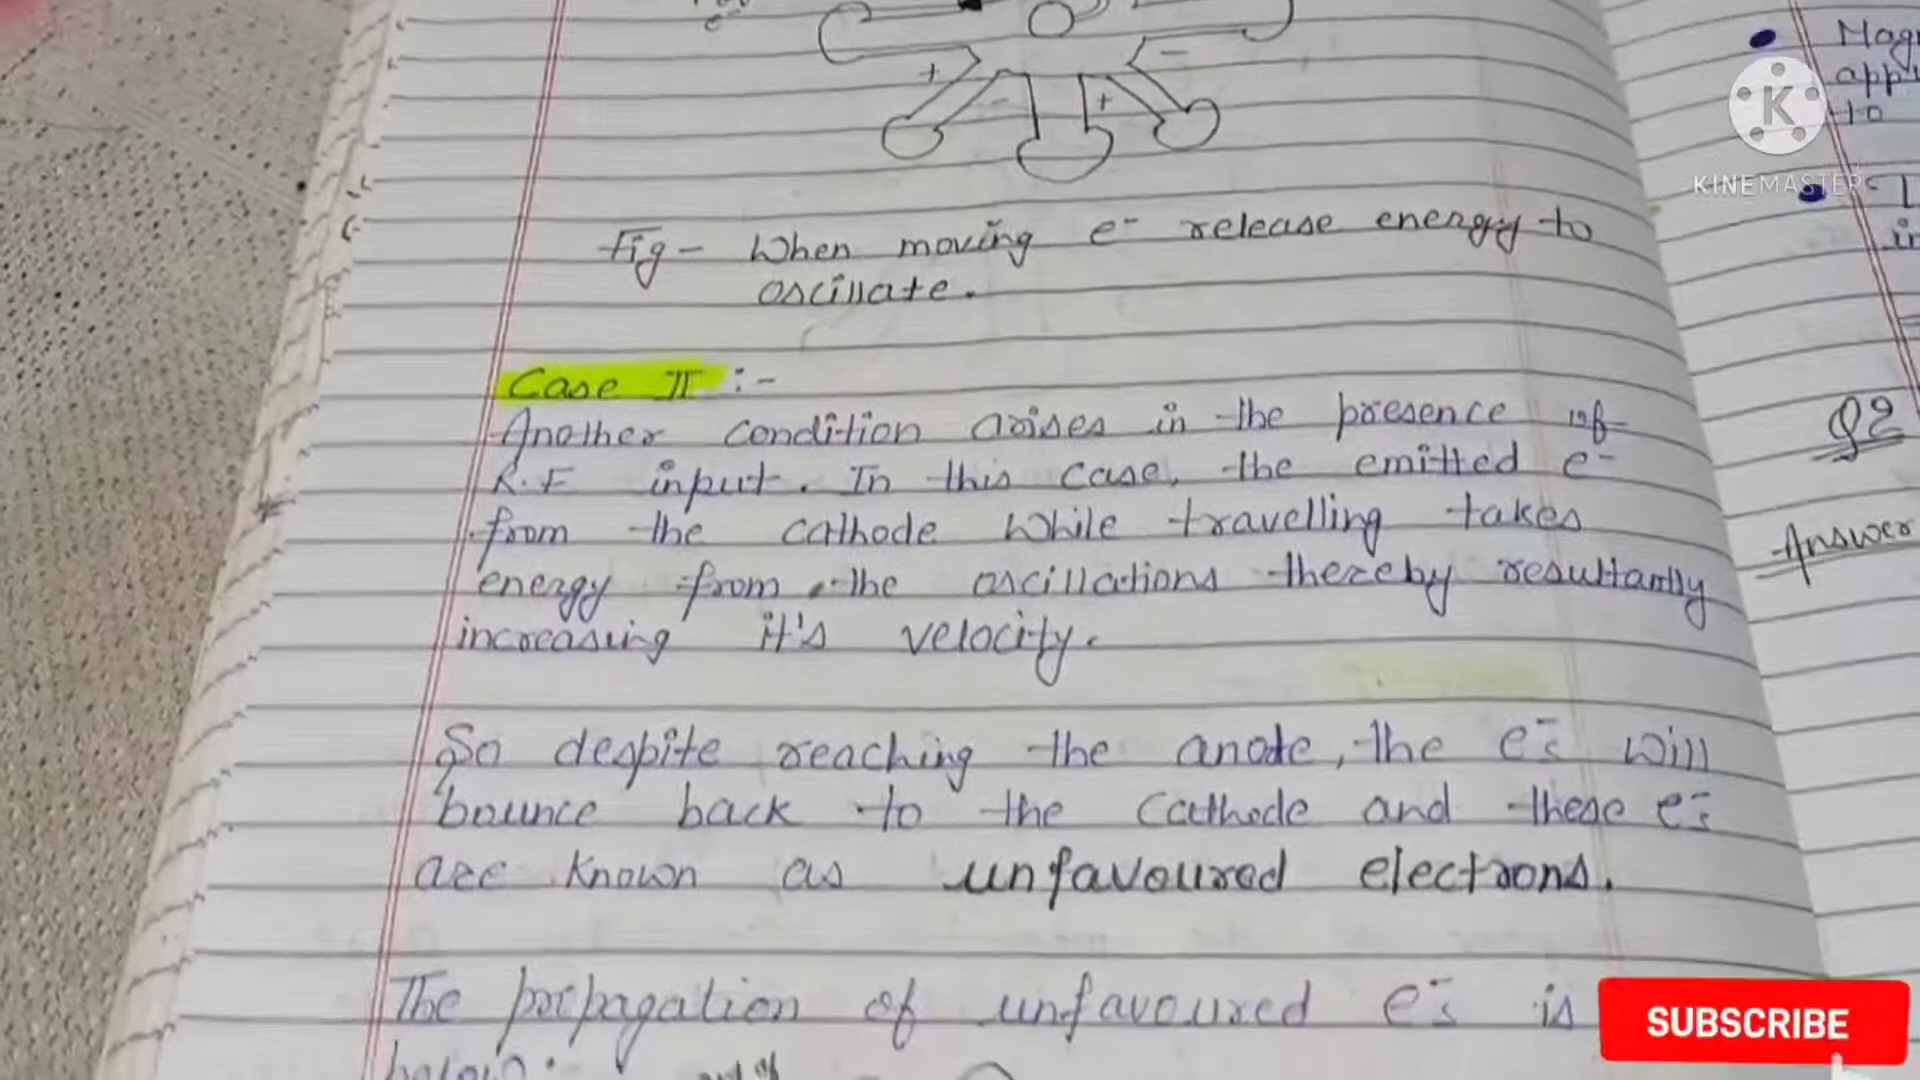 e-
+
-
+
Fig - When moving e- release energy to
oscillate.
Case II :-
Another condition arises in the presence of
R.F input. In this case, the emitted e-
from the cathode while travelling takes
energy from the oscillations thereby resultantly
increasing it's velocity.
So despite reaching the anode, the e-s will
bounce back to the cathode and these e-s
are known as unfavoured electrons.
The propagation of unfavoured e-s is
to
Q2
Answer
K
KINEMASTER
SUBSCRIBE